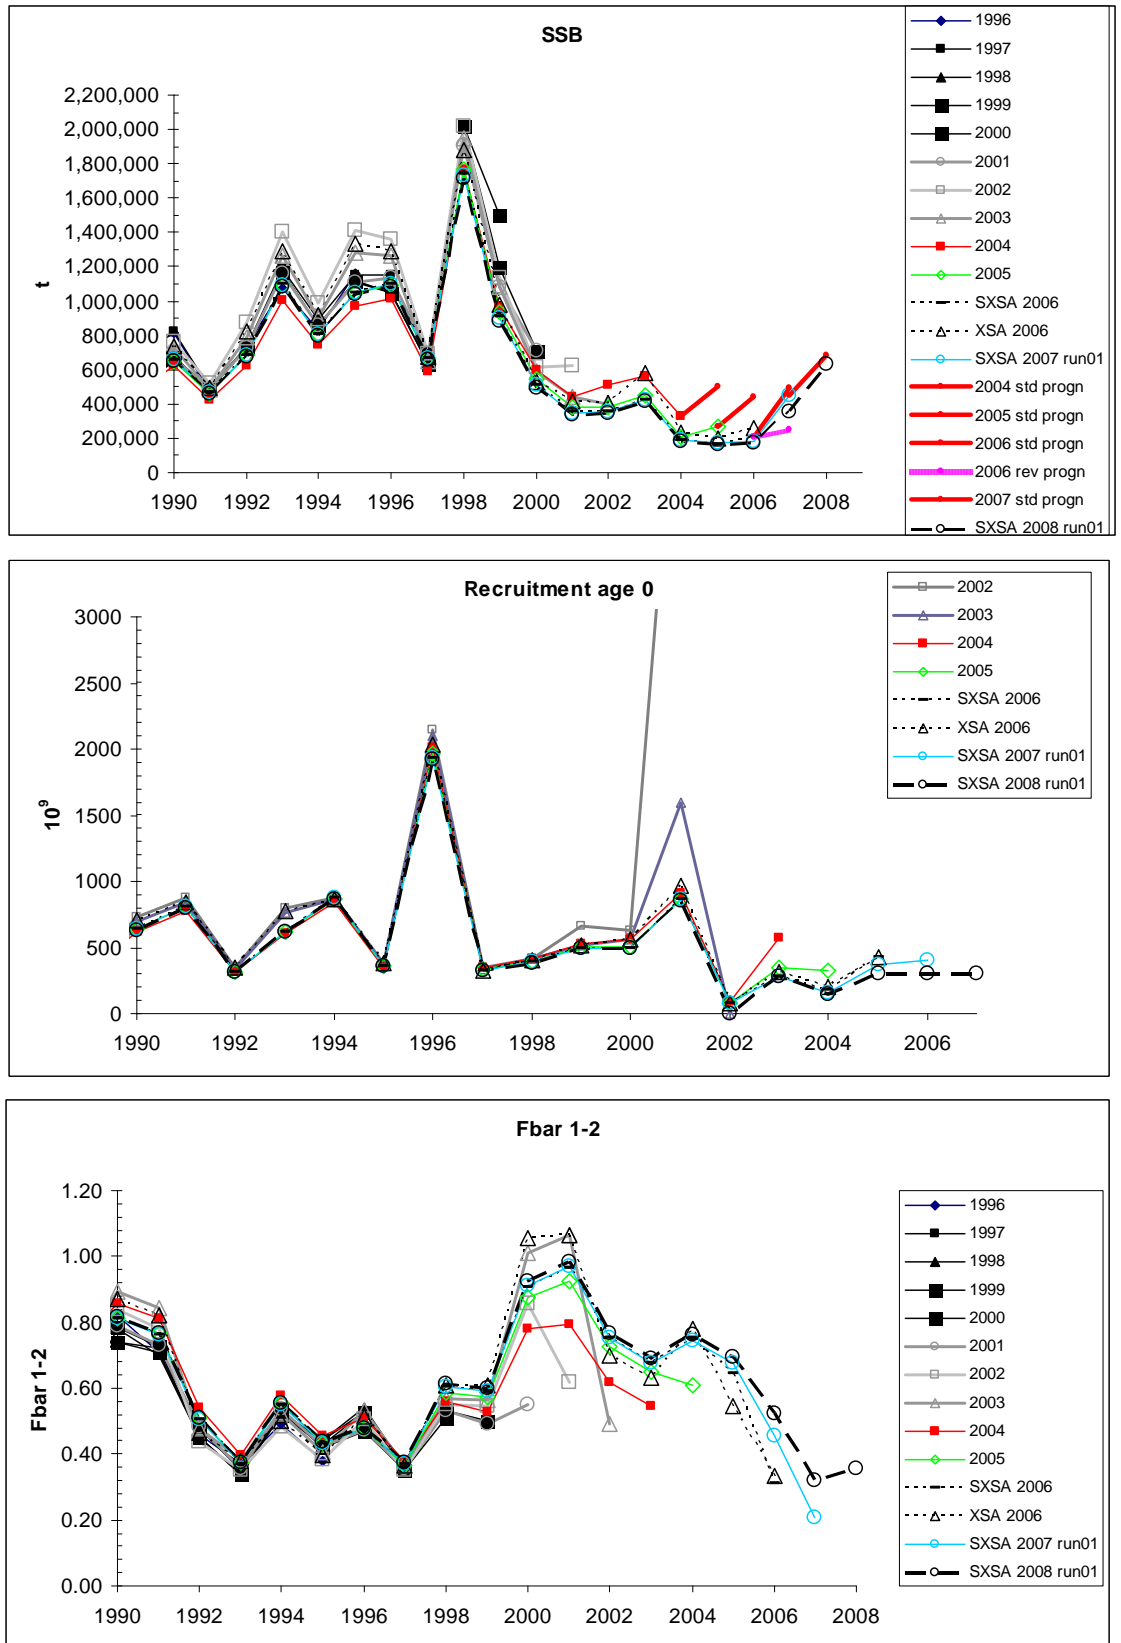 SSB
t
2,200,000
2,000,000
1,800,000
1,600,000
1,400,000
1,200,000
1,000,000
800,000
600,000
400,000
200,000
0
1990 1992 1994 1996 1998 2000 2002 2004 2006 2008
1996
1997
1998
1999
2000
2001
2002
2003
2004
2005
SXSA 2006
XSA 2006
SXSA 2007 run01
2004 std progn
2005 std progn
2006 std progn
2006 rev progn
2007 std progn
SXSA 2008 run01
Recruitment age 0
10⁹
3000
2500
2000
1500
1000
500
0
1990 1992 1994 1996 1998 2000 2002 2004 2006
2002
2003
2004
2005
SXSA 2006
XSA 2006
SXSA 2007 run01
SXSA 2008 run01
Fbar 1-2
Fbar 1-2
1.20
1.00
0.80
0.60
0.40
0.20
0.00
1990 1992 1994 1996 1998 2000 2002 2004 2006 2008
1996
1997
1998
1999
2000
2001
2002
2003
2004
2005
SXSA 2006
XSA 2006
SXSA 2007 run01
SXSA 2008 run01